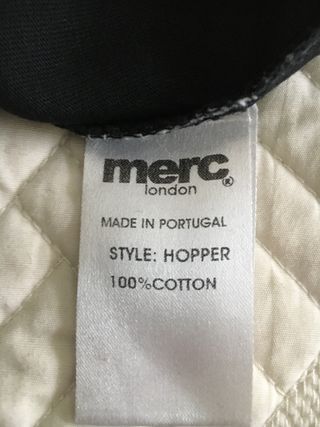 merc®
london
MADE IN PORTUGAL
STYLE: HOPPER
100%COTTON